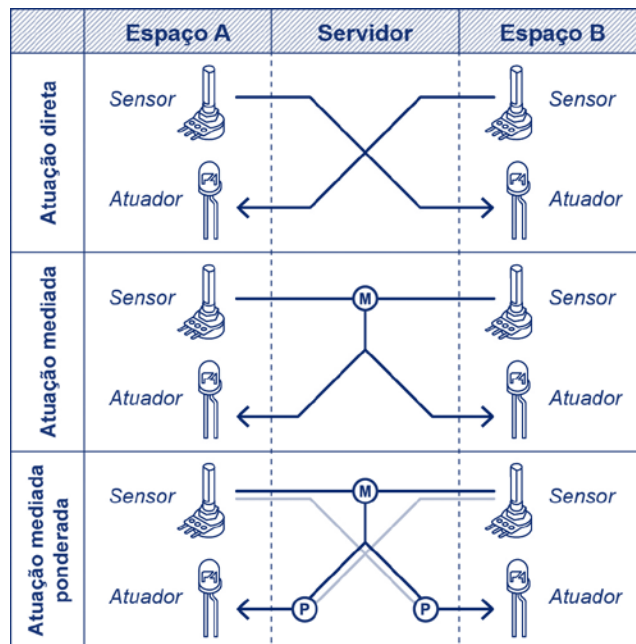 Espaço A Servidor Espaço B
Atuação direta
Sensor Sensor
Atuador Atuador
Atuação mediada
Sensor M Sensor
Atuador Atuador
Atuação mediada
ponderada
Sensor M Sensor
Atuador P P Atuador